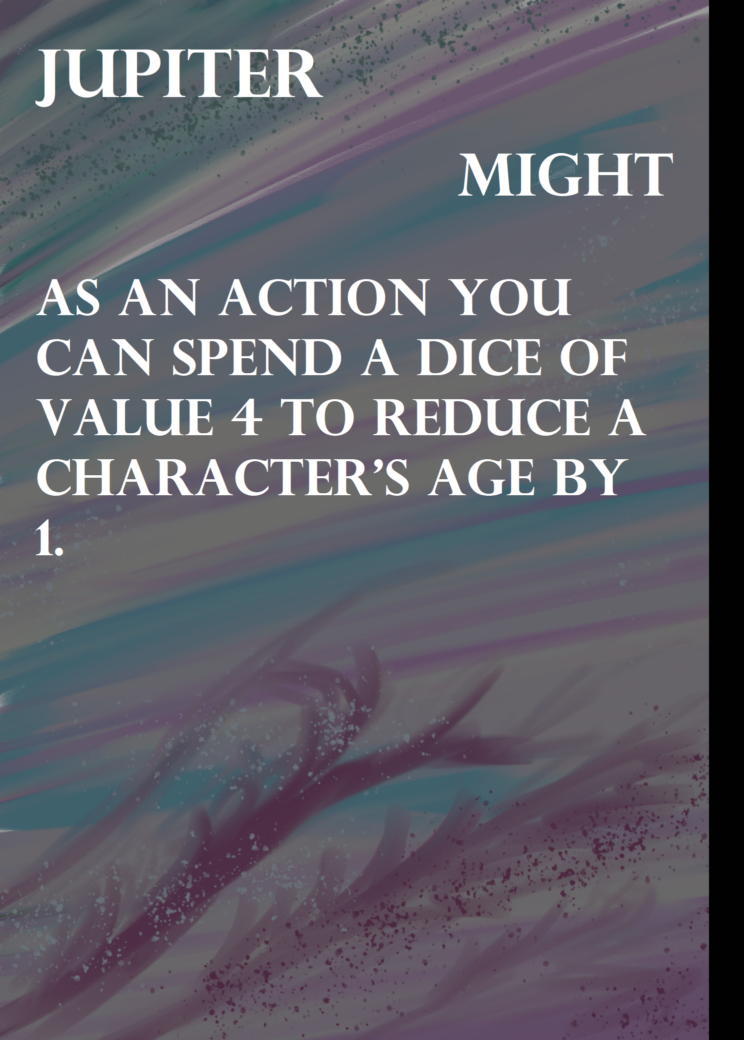 JUPITER
MIGHT
AS AN ACTION YOU
CAN SPEND A DICE OF
VALUE 4 TO REDUCE A
CHARACTER’S AGE BY
1.